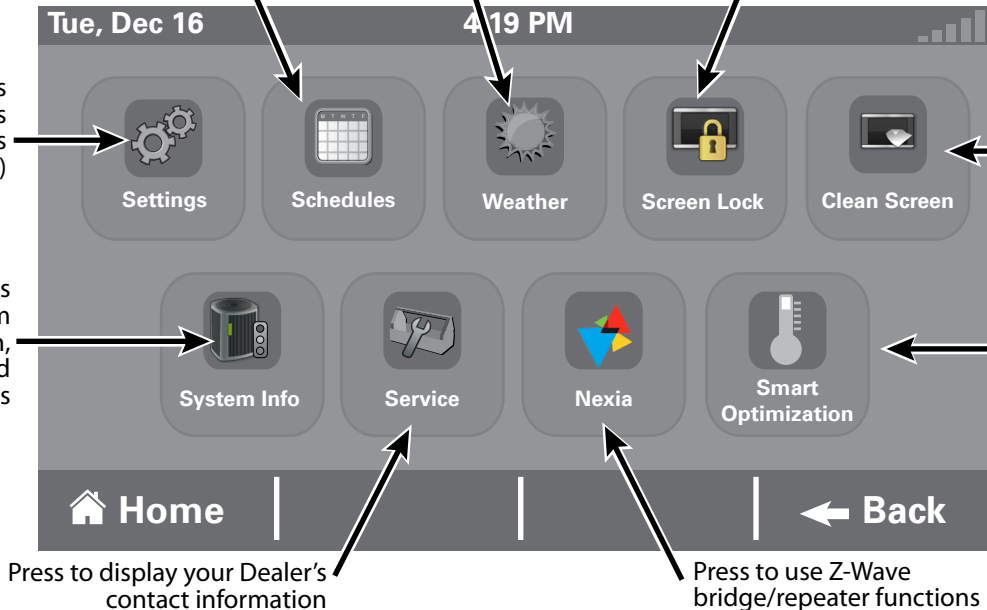 Tue, Dec 16
4:19 PM
s
s
s
)
Settings
Schedules
Weather
Screen Lock
Clean Screen
s
m
n,
d
s
System Info
Service
Nexia
Smart
Optimization
Home
Back
Press to display your Dealer's
contact information
Press to use Z-Wave
bridge/repeater functions